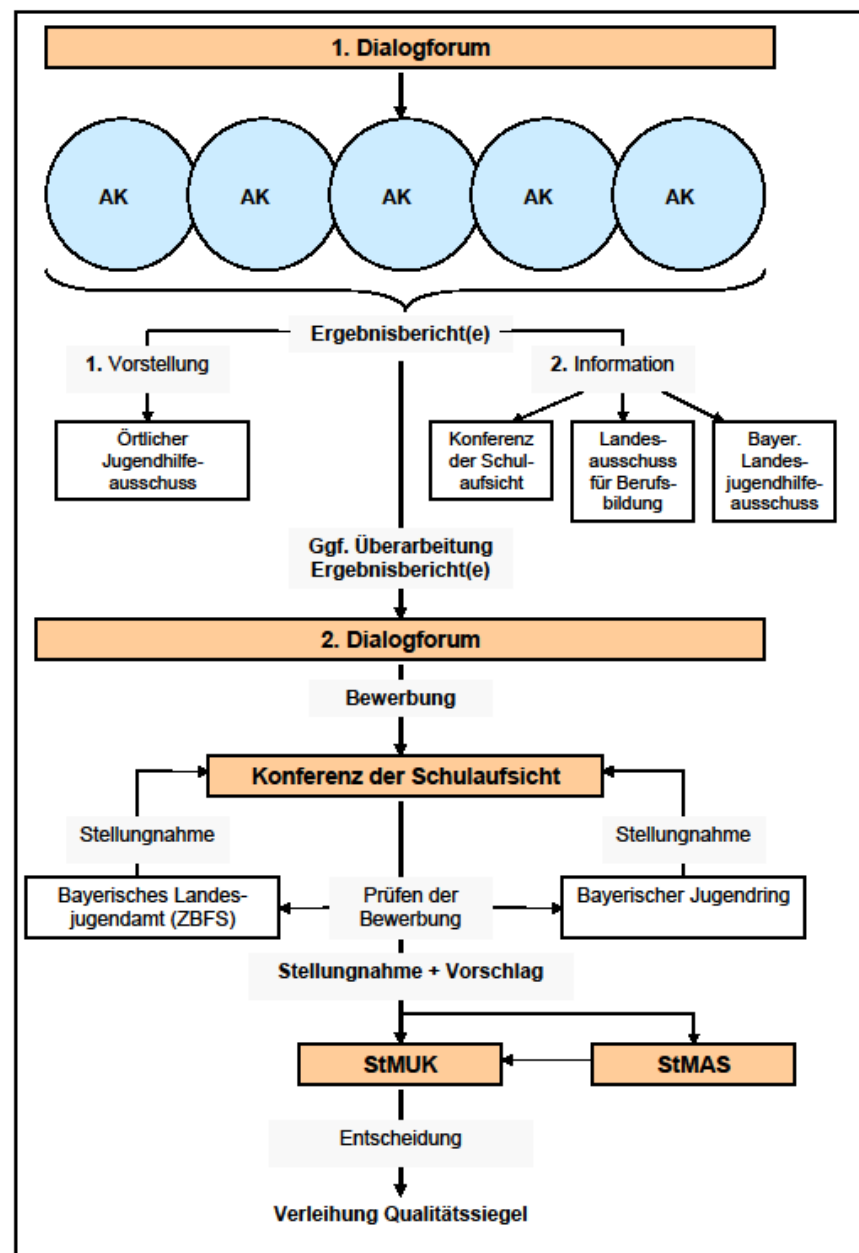 1. Dialogforum
AK
AK
AK
AK
AK
Ergebnisbericht(e)
1. Vorstellung
2. Information
Örtlicher
Jugendhilfe-
ausschuss
Konferenz
der Schul-
aufsicht
Landes-
ausschuss
für Berufs-
bildung
Bayer.
Landes-
jugendhilfe-
ausschuss
Ggf. Überarbeitung
Ergebnisbericht(e)
2. Dialogforum
Bewerbung
Konferenz der Schulaufsicht
Stellungnahme
Stellungnahme
Bayerisches Landes-
jugendamt (ZBFS)
Prüfen der
Bewerbung
Bayerischer Jugendring
Stellungnahme + Vorschlag
StMUK
StMAS
Entscheidung
Verleihung Qualitätssiegel